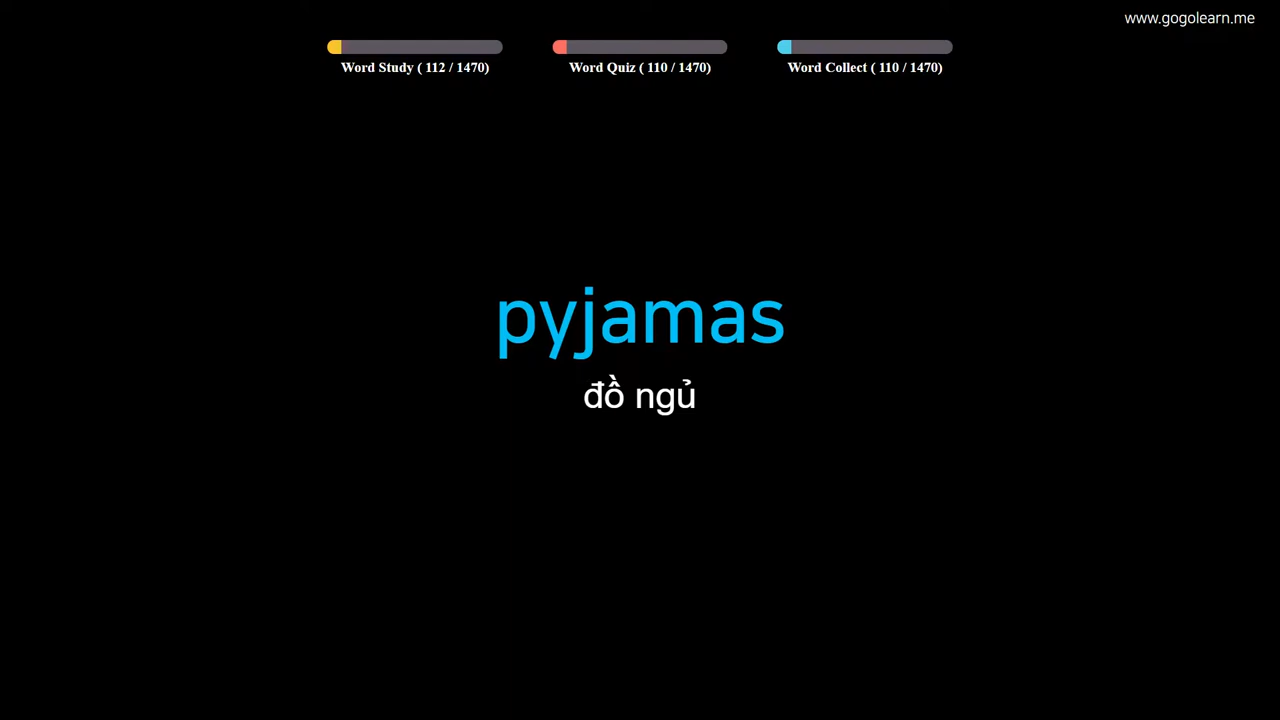 www.gogolearn.me
Word Study ( 112 / 1470)
Word Quiz ( 110 / 1470)
Word Collect ( 110 / 1470)
pyjamas
đồ ngủ